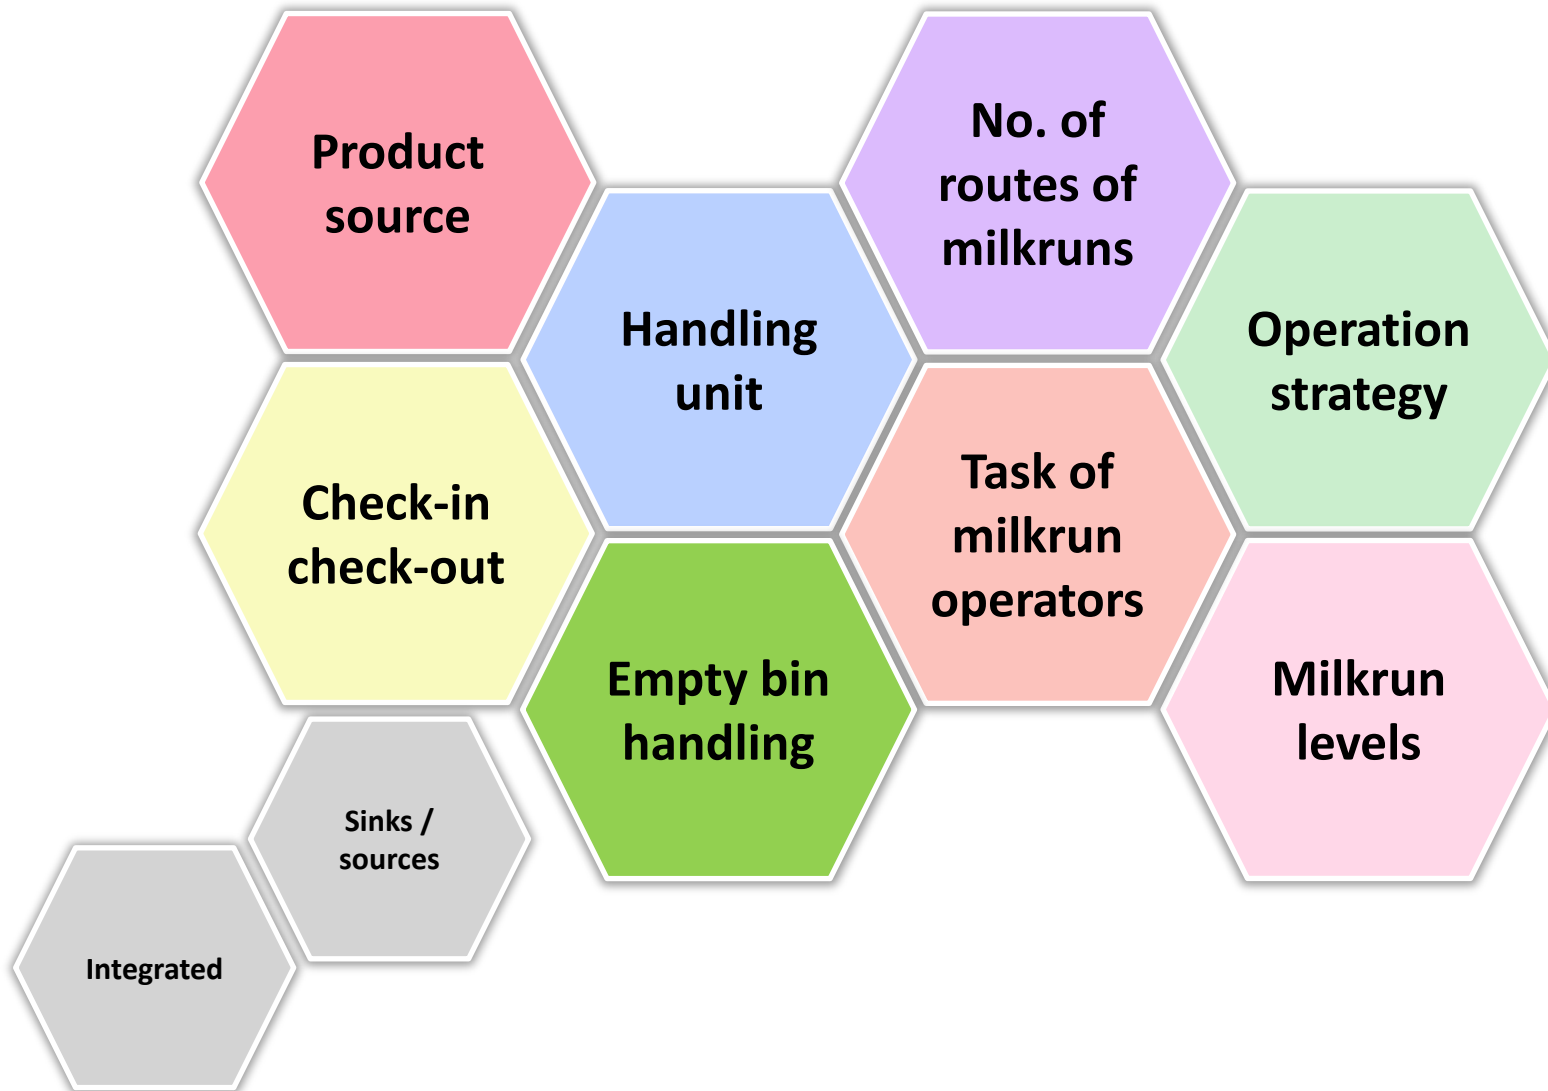 Product
source
No. of
routes of
milkruns
Handling
unit
Operation
strategy
Check-in
check-out
Task of
milkrun
operators
Empty bin
handling
Milkrun
levels
Sinks /
sources
Integrated